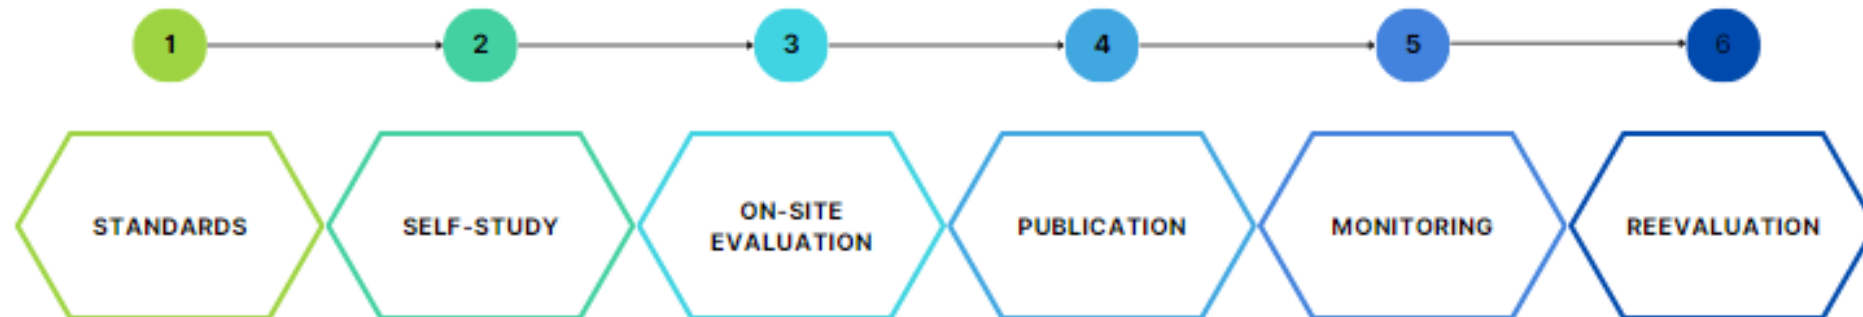 1
2
3
4
5
6
STANDARDS
SELF-STUDY
ON-SITE
EVALUATION
PUBLICATION
MONITORING
REEVALUATION